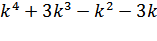 k⁴ + 3k³ − k² − 3k